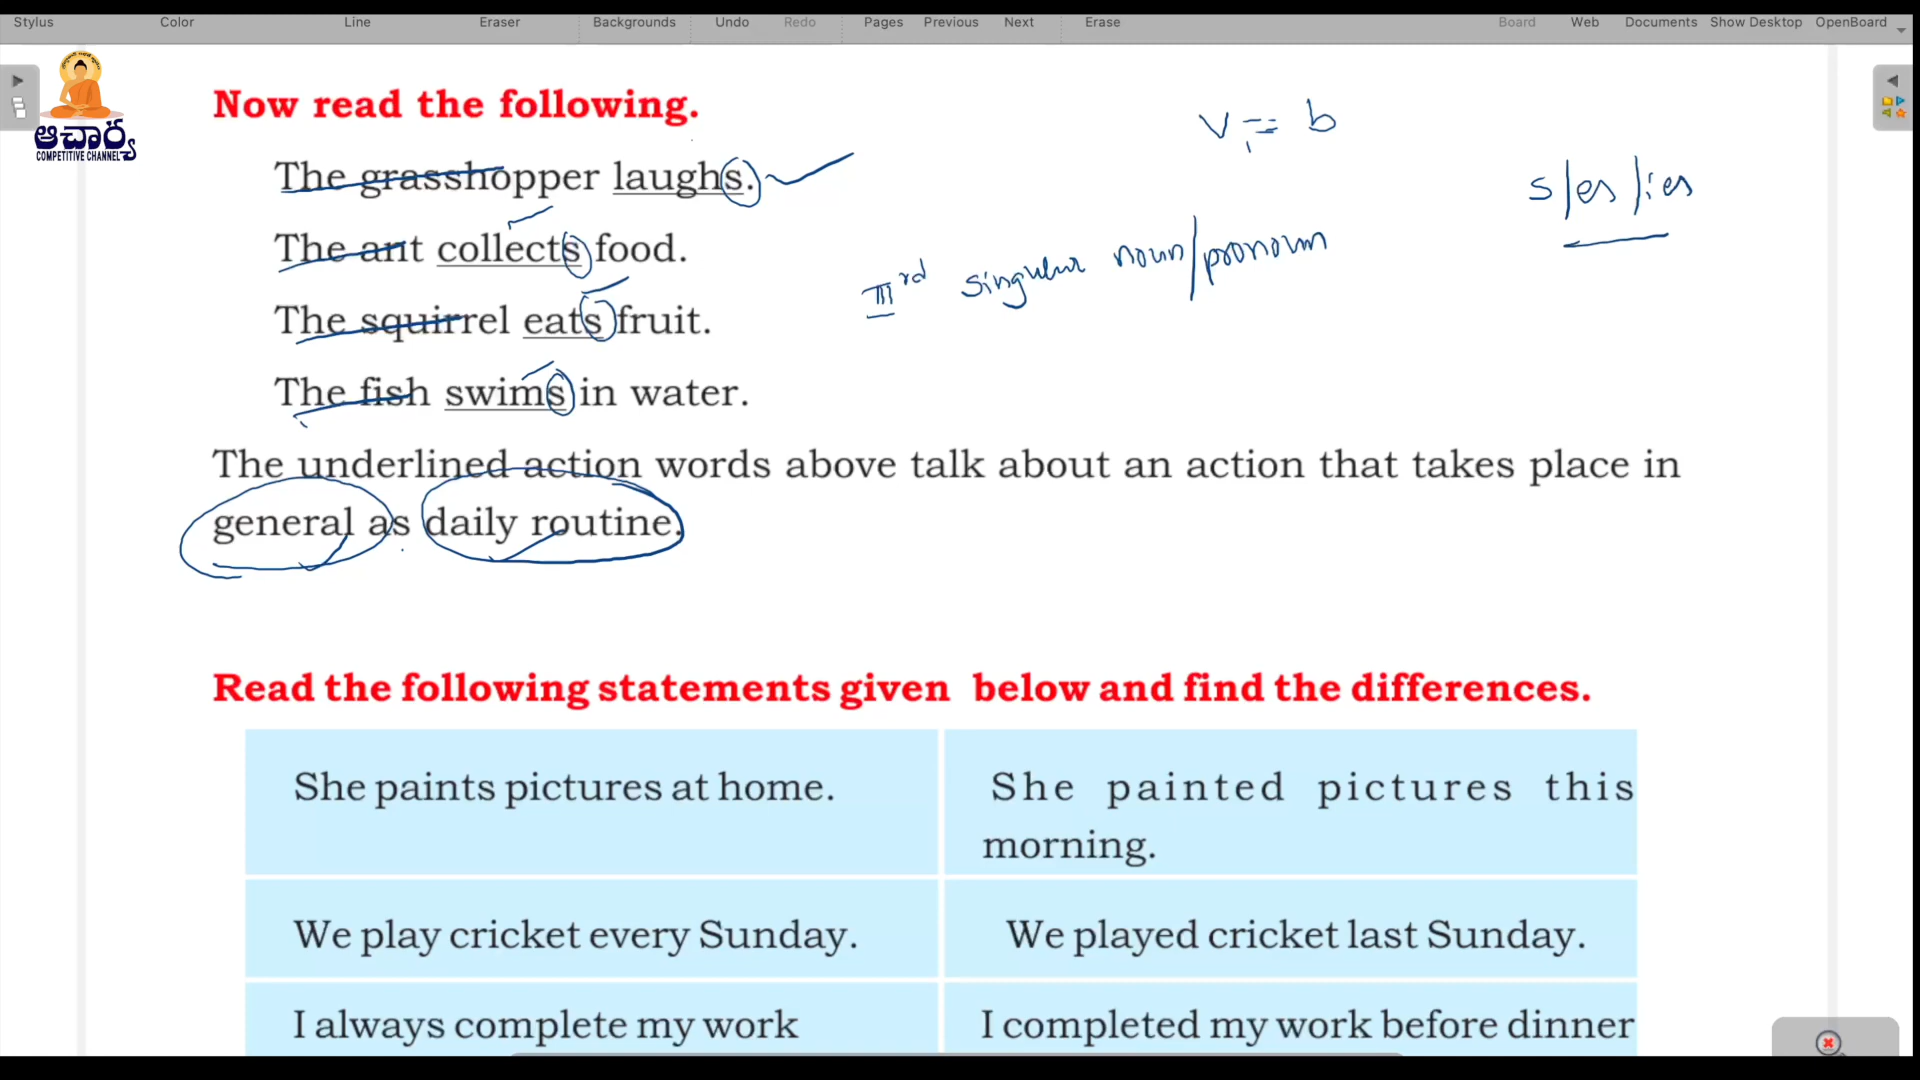 Stylus Color Line Eraser Backgrounds Undo Redo Pages Previous Next Erase Board Web Documents Show Desktop OpenBoard
ಆಚಾರ್ಯ
COMPETITIVE CHANNEL
Now read the following.
v = b
The grasshopper laughs.
s/es/ies
The ant collects food.
IIIrd singular noun/pronoun
The squirrel eats fruit.
The fish swims in water.
The underlined action words above talk about an action that takes place in
general as daily routine.
Read the following statements given below and find the differences.
She paints pictures at home.
She painted pictures this
morning.
We play cricket every Sunday.
We played cricket last Sunday.
I always complete my work
I completed my work before dinner